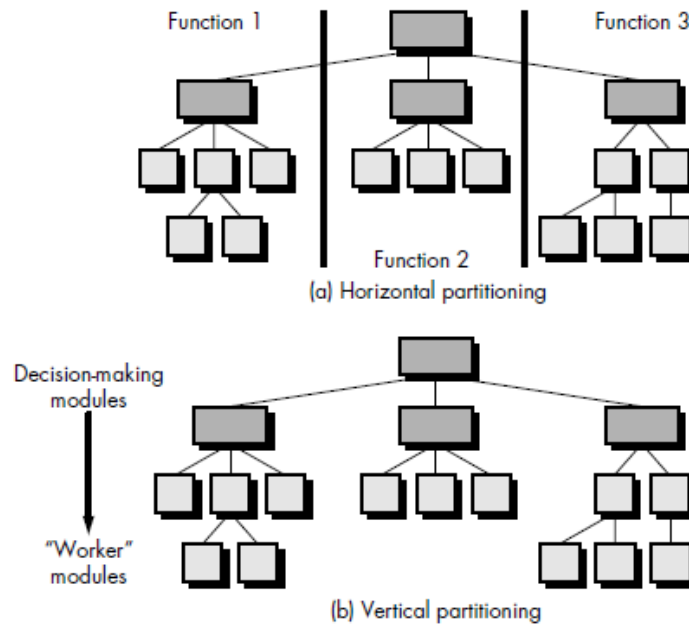 Function 1
Function 3
Function 2
(a) Horizontal partitioning
Decision-making
modules
“Worker”
modules
(b) Vertical partitioning